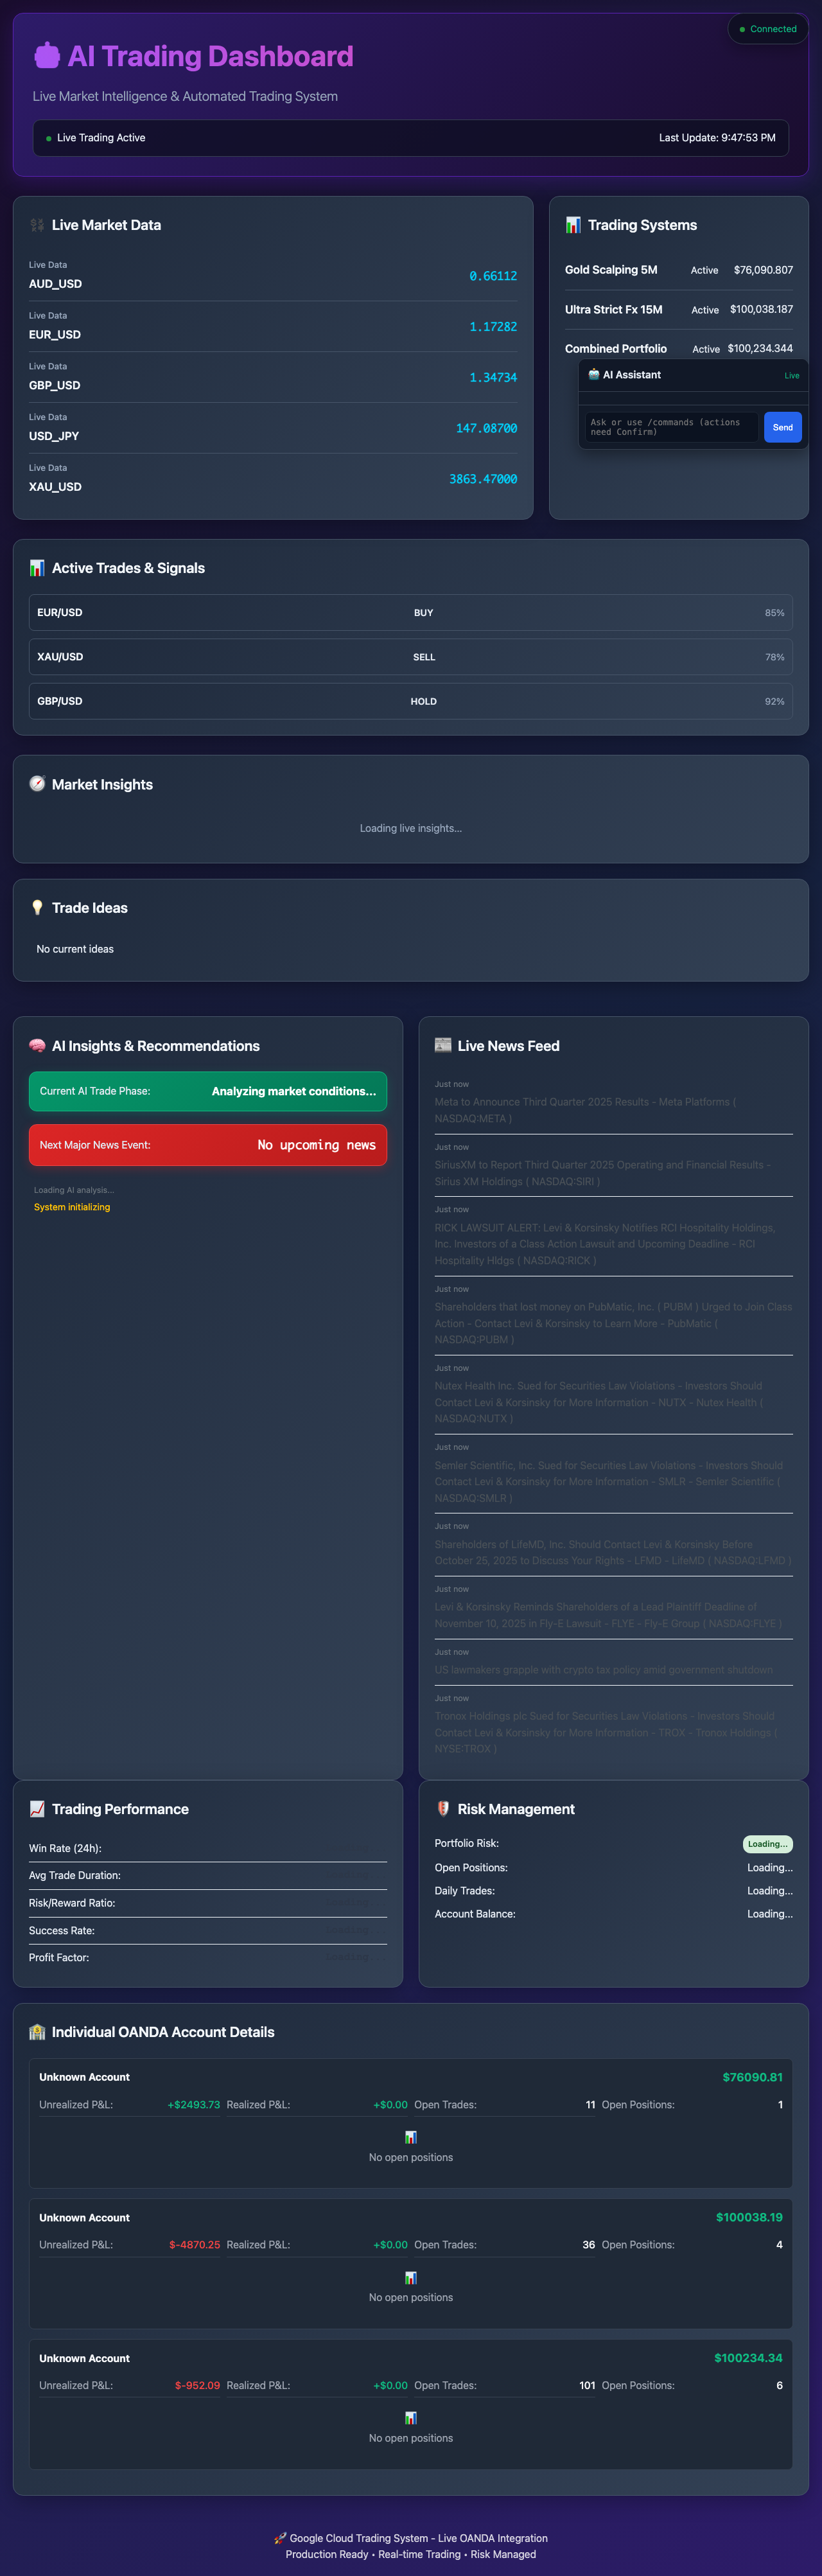 Connected
AI Trading Dashboard
Live Market Intelligence & Automated Trading System
Live Trading Active
Last Update: 9:47:53 PM
Live Market Data
Live Data
AUD_USD
0.66112
Live Data
EUR_USD
1.17282
Live Data
GBP_USD
1.34734
Live Data
USD_JPY
147.08700
Live Data
XAU_USD
3863.47000
Trading Systems
Gold Scalping 5M Active $76,090.807
Ultra Strict Fx 15M Active $100,038.187
Combined Portfolio Active $100,234.344
AI Assistant
Live
Ask or use /commands (actions
need Confirm)
Send
Active Trades & Signals
EUR/USD BUY 85%
XAU/USD SELL 78%
GBP/USD HOLD 92%
Market Insights
Loading live insights...
Trade Ideas
No current ideas
AI Insights & Recommendations
Current AI Trade Phase: Analyzing market conditions...
Next Major News Event: No upcoming news
Loading AI analysis...
System initializing
Live News Feed
Just now
Meta to Announce Third Quarter 2025 Results - Meta Platforms (
NASDAQ:META )
Just now
SiriusXM to Report Third Quarter 2025 Operating and Financial Results -
Sirius XM Holdings ( NASDAQ:SIRI )
Just now
RICK LAWSUIT ALERT: Levi & Korsinsky Notifies RCI Hospitality Holdings,
Inc. Investors of a Class Action Lawsuit and Upcoming Deadline - RCI
Hospitality Hldgs ( NASDAQ:RICK )
Just now
Shareholders that lost money on PubMatic, Inc. ( PUBM ) Urged to Join Class
Action - Contact Levi & Korsinsky to Learn More - PubMatic (
NASDAQ:PUBM )
Just now
Nutex Health Inc. Sued for Securities Law Violations - Investors Should
Contact Levi & Korsinsky for More Information - NUTX - Nutex Health (
NASDAQ:NUTX )
Just now
Semler Scientific, Inc. Sued for Securities Law Violations - Investors Should
Contact Levi & Korsinsky for More Information - SMLR - Semler Scientific (
NASDAQ:SMLR )
Just now
Shareholders of LifeMD, Inc. Should Contact Levi & Korsinsky Before
October 25, 2025 to Discuss Your Rights - LFMD - LifeMD ( NASDAQ:LFMD )
Just now
Levi & Korsinsky Reminds Shareholders of a Lead Plaintiff Deadline of
November 10, 2025 in Fly-E Lawsuit - FLYE - Fly-E Group ( NASDAQ:FLYE )
Just now
US lawmakers grapple with crypto tax policy amid government shutdown
Just now
Tronox Holdings plc Sued for Securities Law Violations - Investors Should
Contact Levi & Korsinsky for More Information - TROX - Tronox Holdings (
NYSE:TROX )
Trading Performance
Win Rate (24h):
Avg Trade Duration:
Risk/Reward Ratio:
Success Rate:
Profit Factor:
Risk Management
Portfolio Risk: Loading...
Open Positions: Loading...
Daily Trades: Loading...
Account Balance: Loading...
Individual OANDA Account Details
Unknown Account $76090.81
Unrealized P&L: +$2493.73 Realized P&L: +$0.00 Open Trades: 11 Open Positions: 1
No open positions
Unknown Account $100038.19
Unrealized P&L: $-4870.25 Realized P&L: +$0.00 Open Trades: 36 Open Positions: 4
No open positions
Unknown Account $100234.34
Unrealized P&L: $-952.09 Realized P&L: +$0.00 Open Trades: 101 Open Positions: 6
No open positions
Google Cloud Trading System - Live OANDA Integration
Production Ready • Real-time Trading • Risk Managed